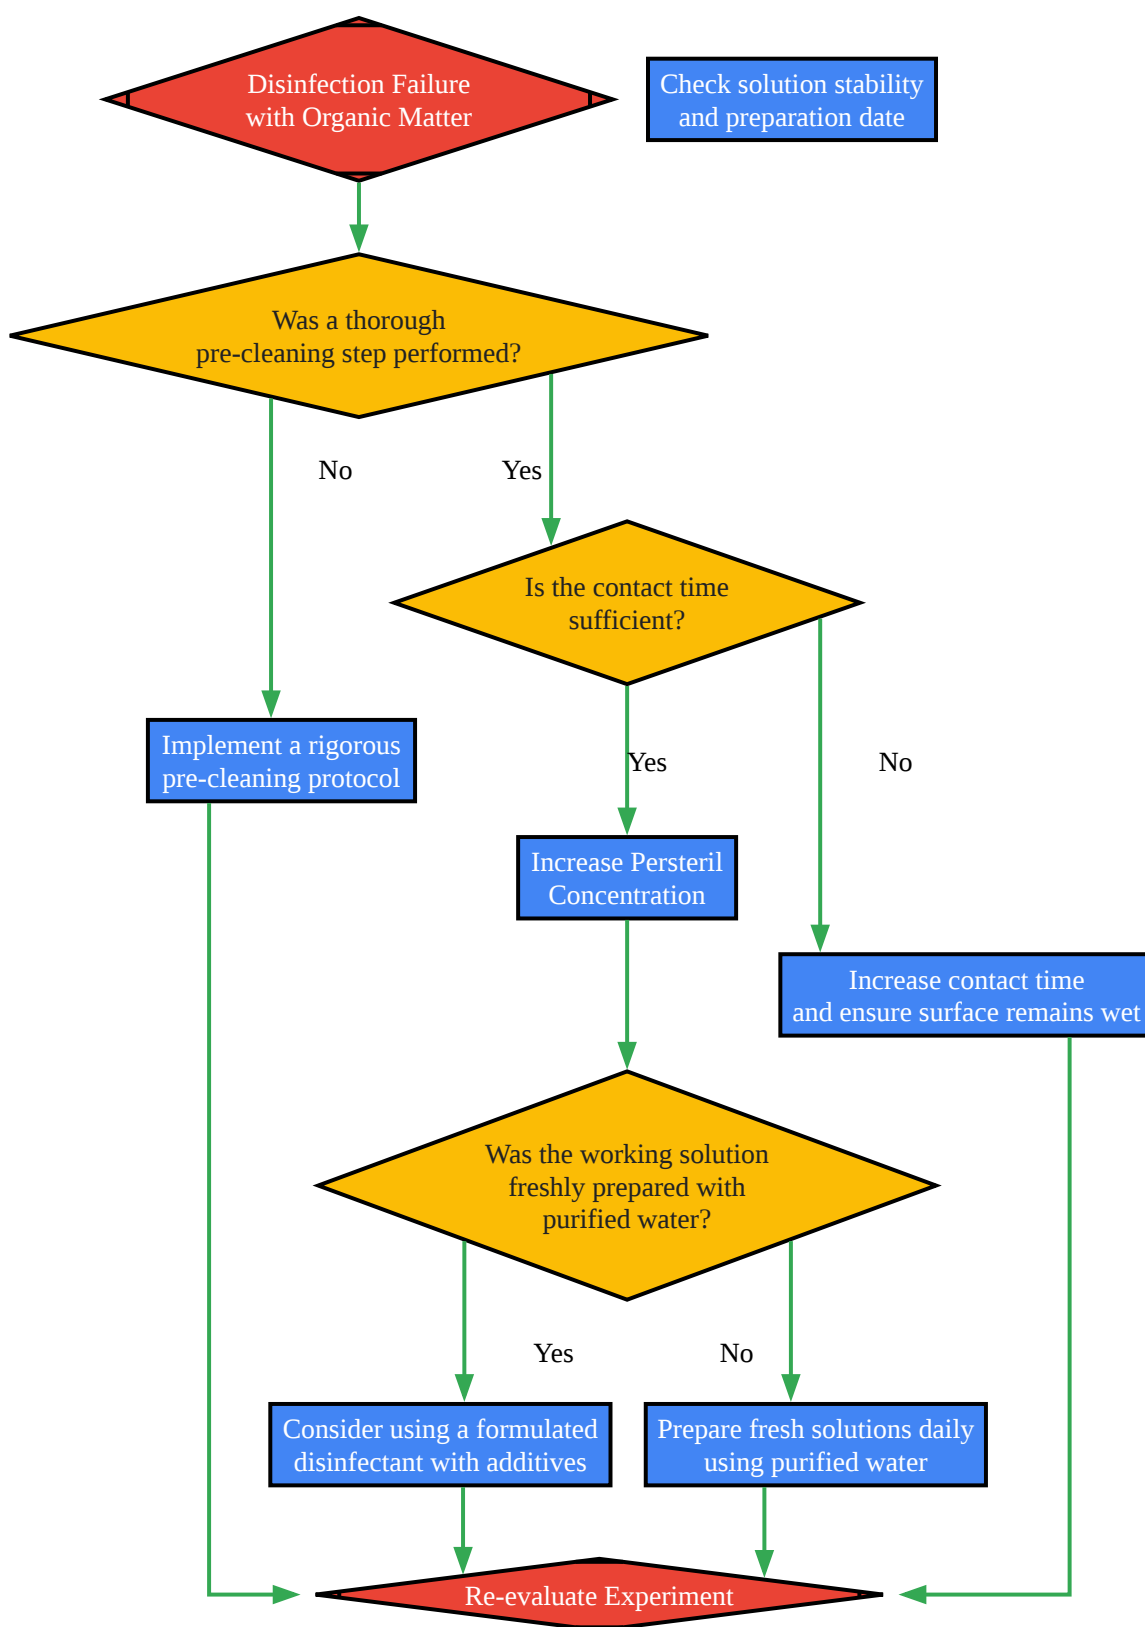 Disinfection Failure
with Organic Matter
Check solution stability
and preparation date
Was a thorough
pre-cleaning step performed?
No
Yes
Is the contact time
sufficient?
Implement a rigorous
pre-cleaning protocol
Yes
No
Increase Persteril
Concentration
Increase contact time
and ensure surface remains wet
Was the working solution
freshly prepared with
purified water?
Yes
No
Consider using a formulated
disinfectant with additives
Prepare fresh solutions daily
using purified water
Re-evaluate Experiment